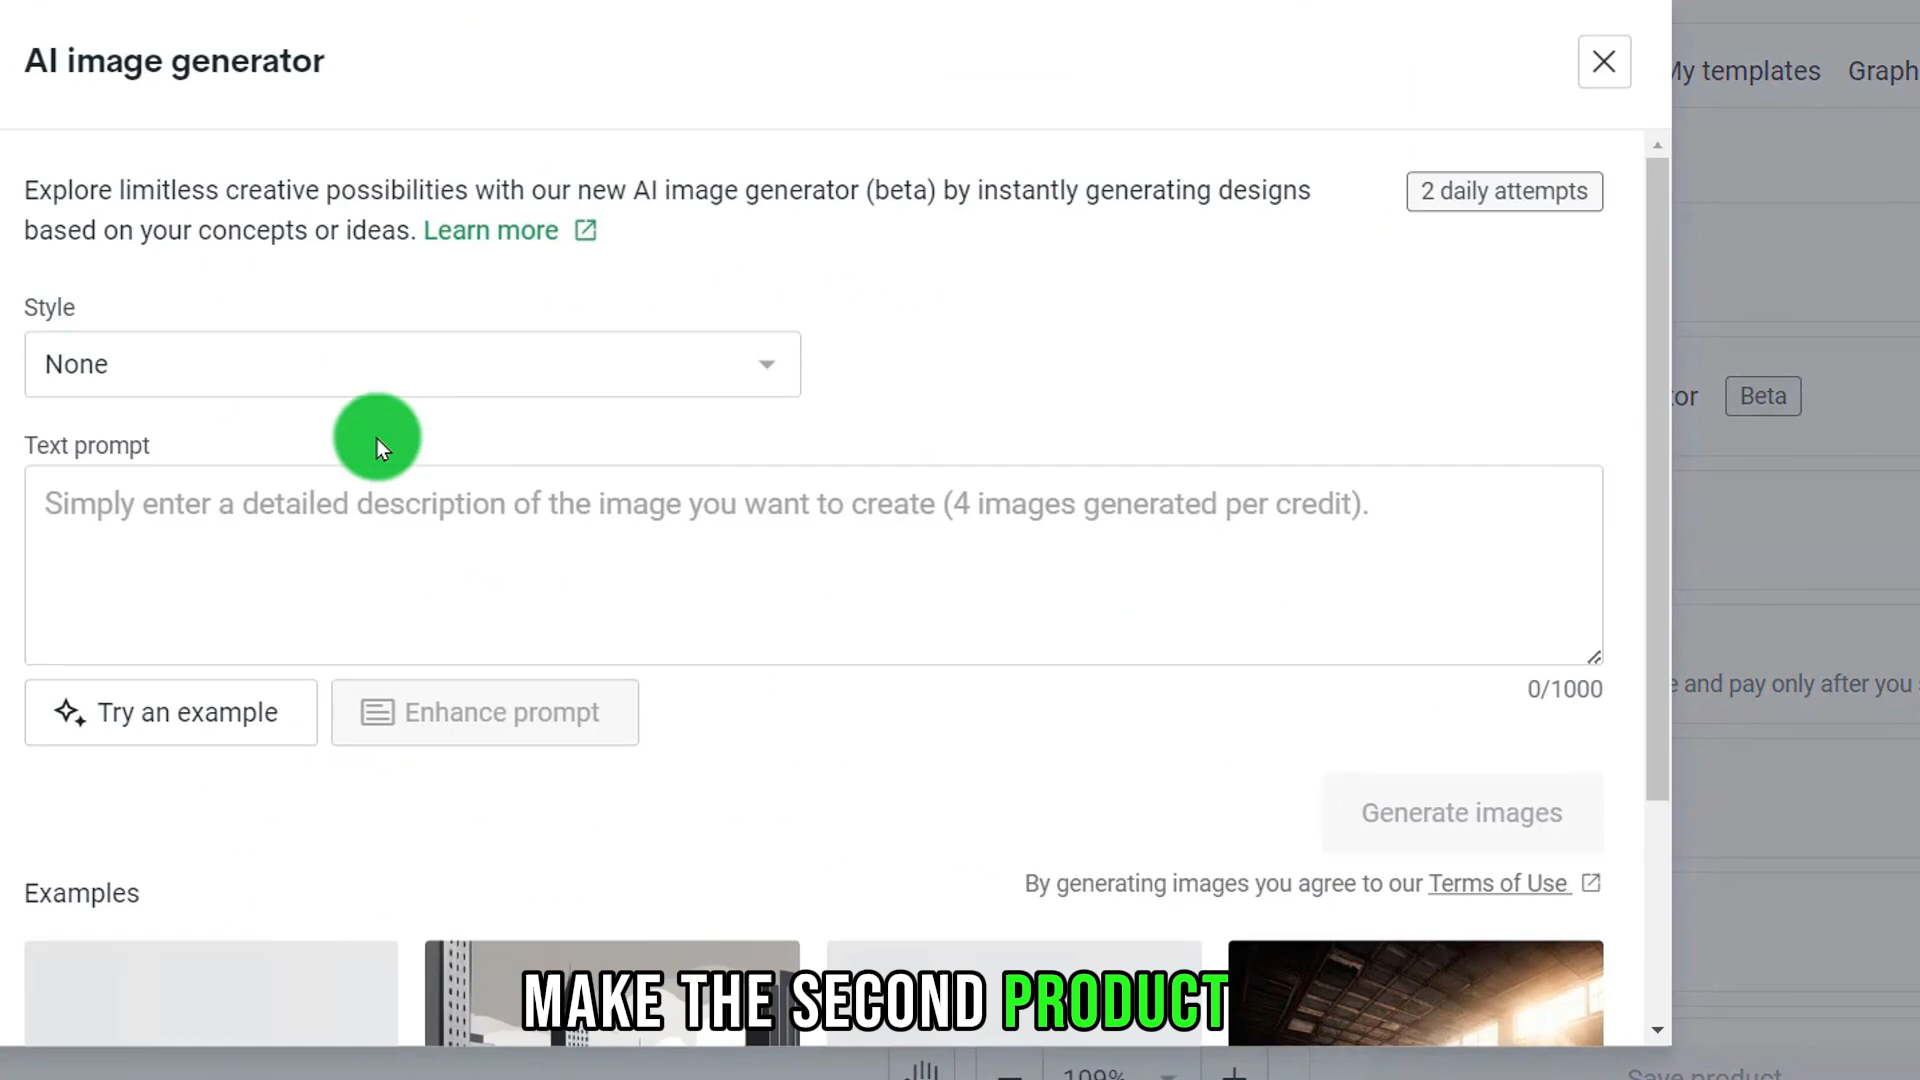 AI image generator
My templates Graph
Explore limitless creative possibilities with our new AI image generator (beta) by instantly generating designs
based on your concepts or ideas. Learn more
2 daily attempts
Style
None
tor Beta
Text prompt
Simply enter a detailed description of the image you want to create (4 images generated per credit).
0/1000
e and pay only after you
Try an example
Enhance prompt
Generate images
By generating images you agree to our Terms of Use
Examples
MAKE THE SECOND PRODUCT
109%
Save product